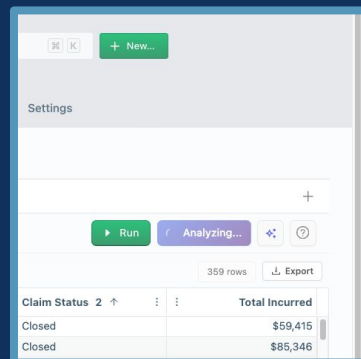 ⌘ K + New...
Settings
Run Analyzing...
359 rows Export
Claim Status 2 ↑ Total Incurred
Closed $59,415
Closed $85,346